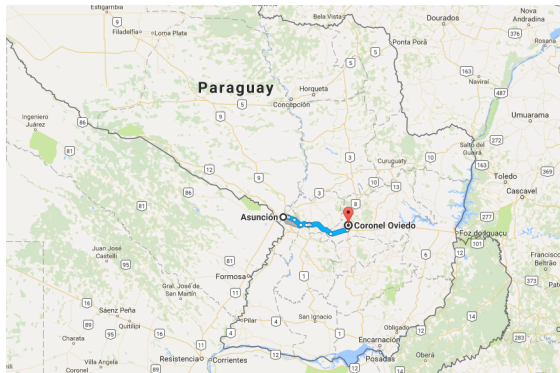 Estigarribia
Bela Vista
Dourados
Nova
Andradina
Filadelfia
Loma Plata
Ponta Porã
Rosana
Paraguay
Horqueta
Concepción
Naviraí
Ingeniero
Juárez
Umuarama
Salto del
Guairá
Curuguaty
Toledo
Cascavel
Asunción
Coronel Oviedo
Foz do Iguaçu
Juan José
Castelli
Formosa
Francisco
Beltrão
Gral. José de
San Martín
Sáenz Peña
Quitilipi
Pilar
San Ignacio
Obligado
Charata
Encarnación
Villa Angela
Resistencia
Corrientes
Posadas
Oberá
Coronel